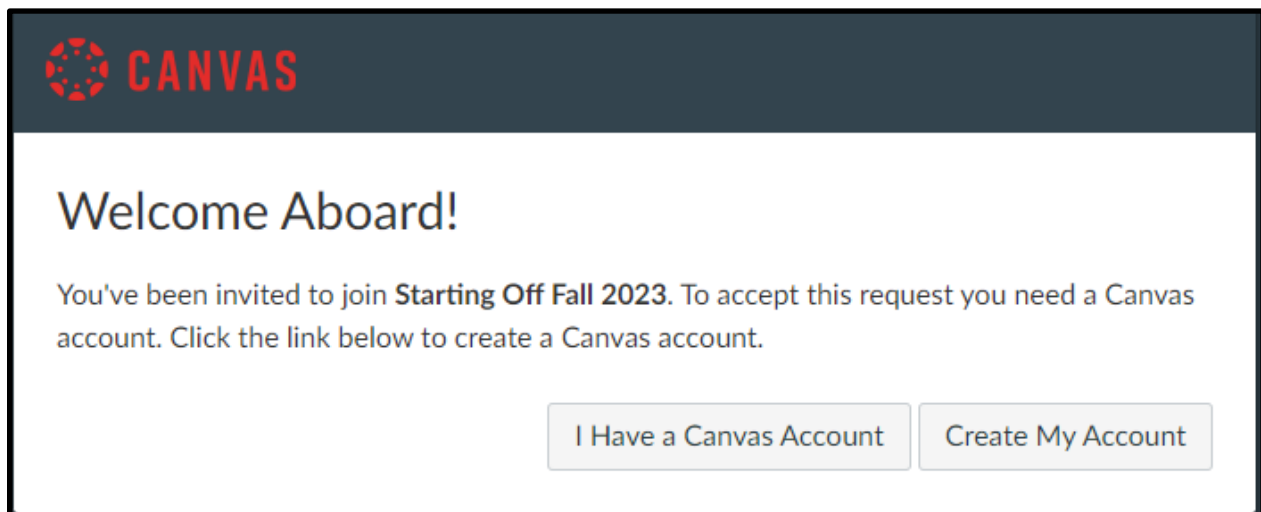 CANVAS
Welcome Aboard!
You've been invited to join Starting Off Fall 2023. To accept this request you need a Canvas
account. Click the link below to create a Canvas account.
I Have a Canvas Account
Create My Account